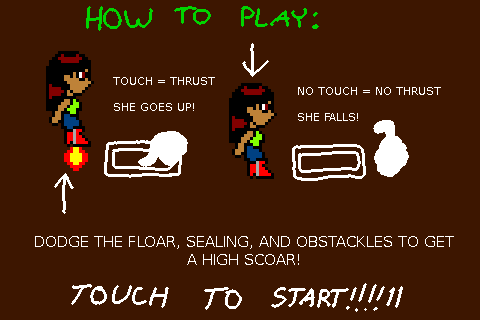 HOW TO PLAY:
TOUCH = THRUST
SHE GOES UP!
NO TOUCH = NO THRUST
SHE FALLS!
DODGE THE FLOAR, SEALING, AND OBSTACKLES TO GET
A HIGH SCOAR!
TOUCH TO START!!!!11